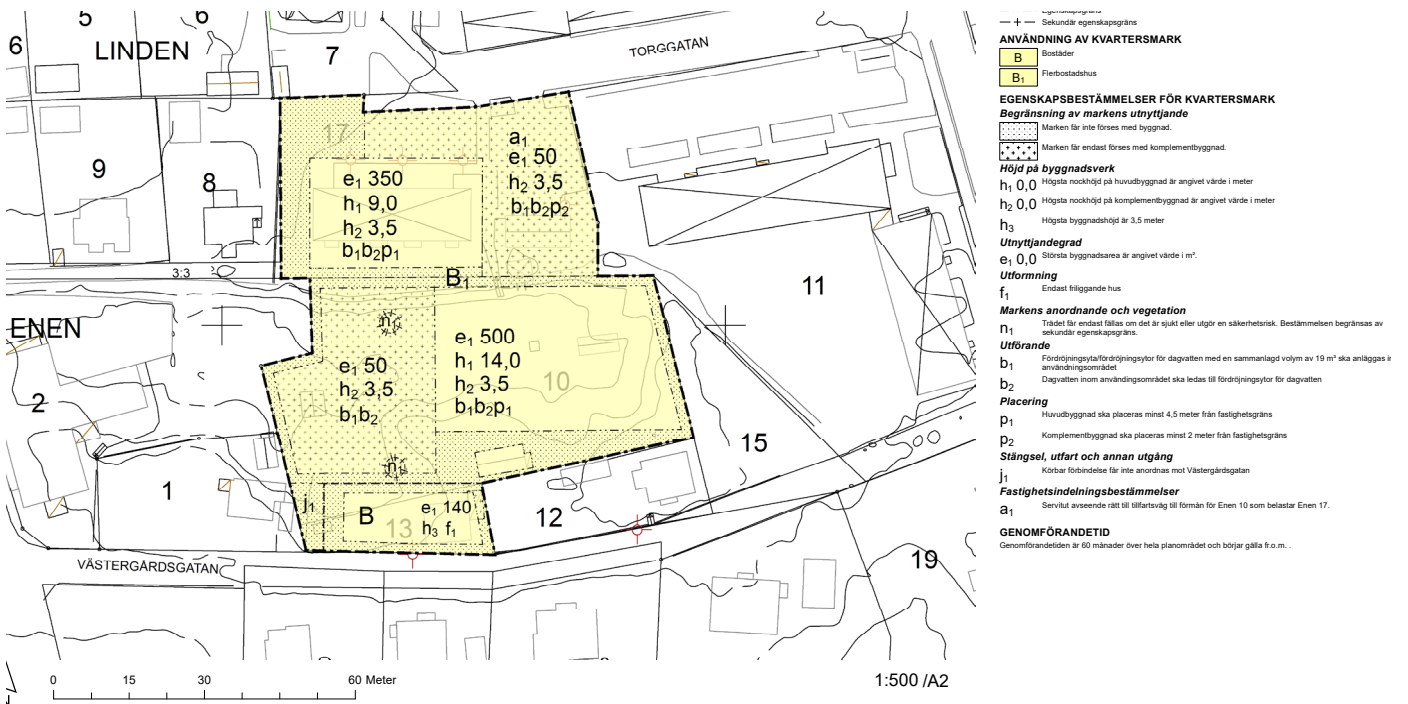 5
6
6
LINDEN
7
TORGGATAN
17
9
8
a₁
e₁ 50
h₂ 3,5
b₁b₂p₂
e₁ 350
h₁ 9,0
h₂ 3,5
b₁b₂p₁
3:3
B₁
11
ENEN
n₁
e₁ 500
h₁ 14,0
h₂ 3,5
b₁b₂p₁
e₁ 50
h₂ 3,5
b₁b₂
10
2
15
n₁
1
j₁
B
e₁ 140
h₃ f₁
13
12
VÄSTERGÅRDSGATAN
19
0 15 30 60 Meter
1:500 /A2
Egenskapsgräns
Sekundär egenskapsgräns
ANVÄNDNING AV KVARTERSMARK
B Bostäder
B₁ Flerbostadshus
EGENSKAPSBESTÄMMELSER FÖR KVARTERSMARK
Begränsning av markens utnyttjande
Marken får inte förses med byggnad.
Marken får endast förses med komplementbyggnad.
Höjd på byggnadsverk
h₁ 0,0 Högsta nockhöjd på huvudbyggnad är angivet värde i meter
h₂ 0,0 Högsta nockhöjd på komplementbyggnad är angivet värde i meter
h₃ Högsta byggnadshöjd är 3,5 meter
Utnyttjandegrad
e₁ 0,0 Största byggnadsarea är angivet värde i m².
Utformning
f₁ Endast friliggande hus
Markens anordnande och vegetation
n₁ Trädet får endast fällas om det är sjukt eller utgör en säkerhetsrisk. Bestämmelsen begränsas av
sekundär egenskapsgräns.
Utförande
b₁ Fördröjningsyta/fördröjningsytor för dagvatten med en sammanlagd volym av 19 m³ ska anläggas i
användningsområdet
b₂ Dagvatten inom användingsområdet ska ledas till fördröjningsytor för dagvatten
Placering
p₁ Huvudbyggnad ska placeras minst 4,5 meter från fastighetsgräns
p₂ Komplementbyggnad ska placeras minst 2 meter från fastighetsgräns
Stängsel, utfart och annan utgång
j₁ Körbar förbindelse får inte anordnas mot Västergårdsgatan
Fastighetsindelningsbestämmelser
a₁ Servitut avseende rätt till tillfartsväg till förmån för Enen 10 som belastar Enen 17.
GENOMFÖRANDETID
Genomförandetiden är 60 månader över hela planområdet och börjar gälla fr.o.m. .